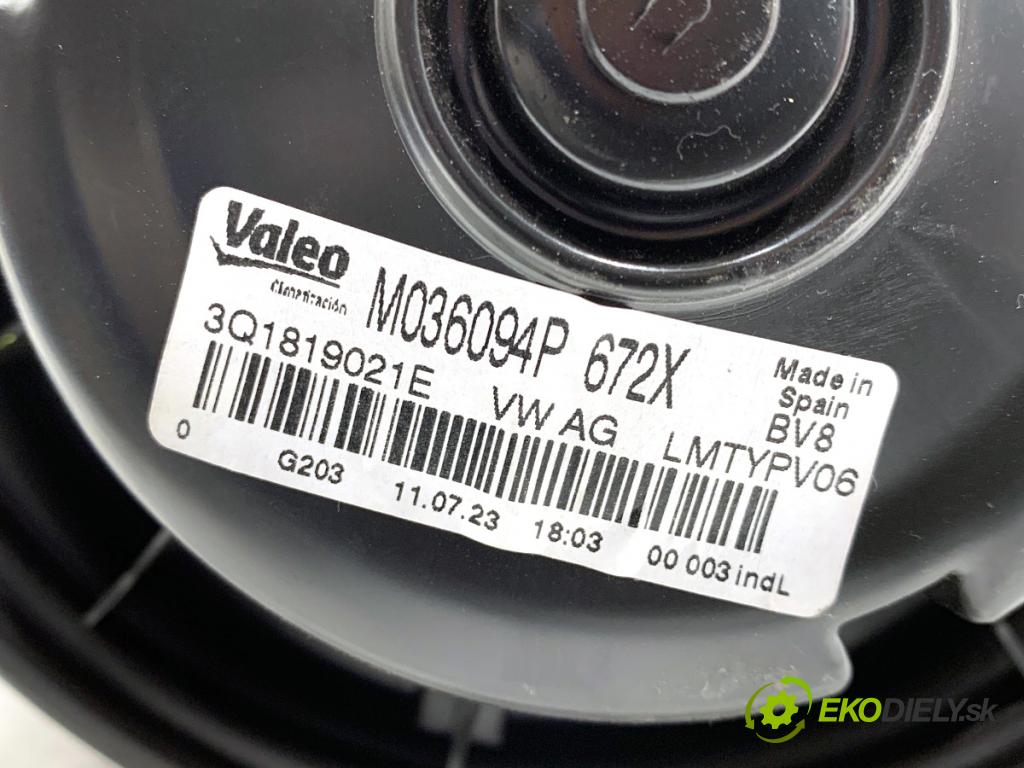 Valeo
Climatización
M036094P 672X
3Q1819021E VW AG LMTYPV06
Made in
Spain
BV8
0 G203 11.07.23 18:03 00 003 indL
EKODIELY.sk